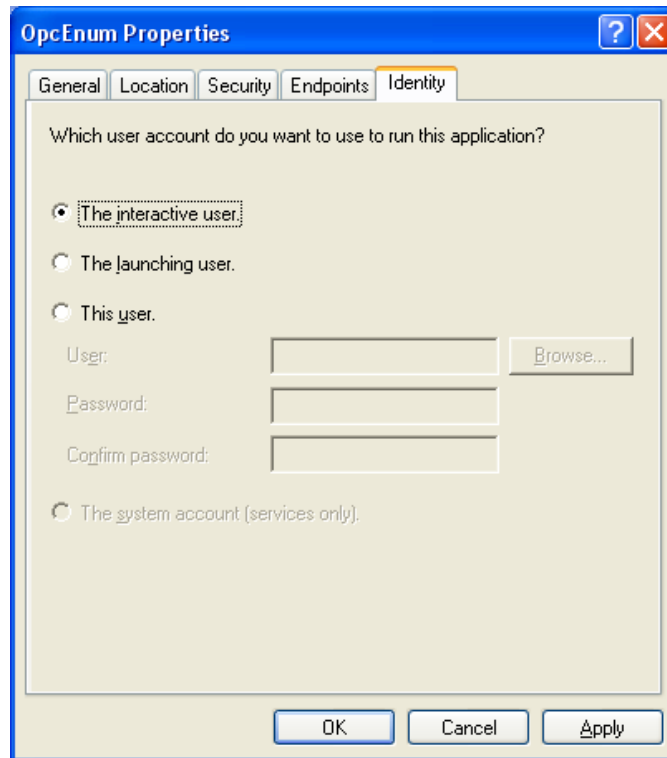 OpcEnum Properties
General Location Security Endpoints Identity
Which user account do you want to use to run this application?
The interactive user.
The launching user.
This user.
User: Browse...
Password:
Confirm password:
The system account (services only).
OK Cancel Apply